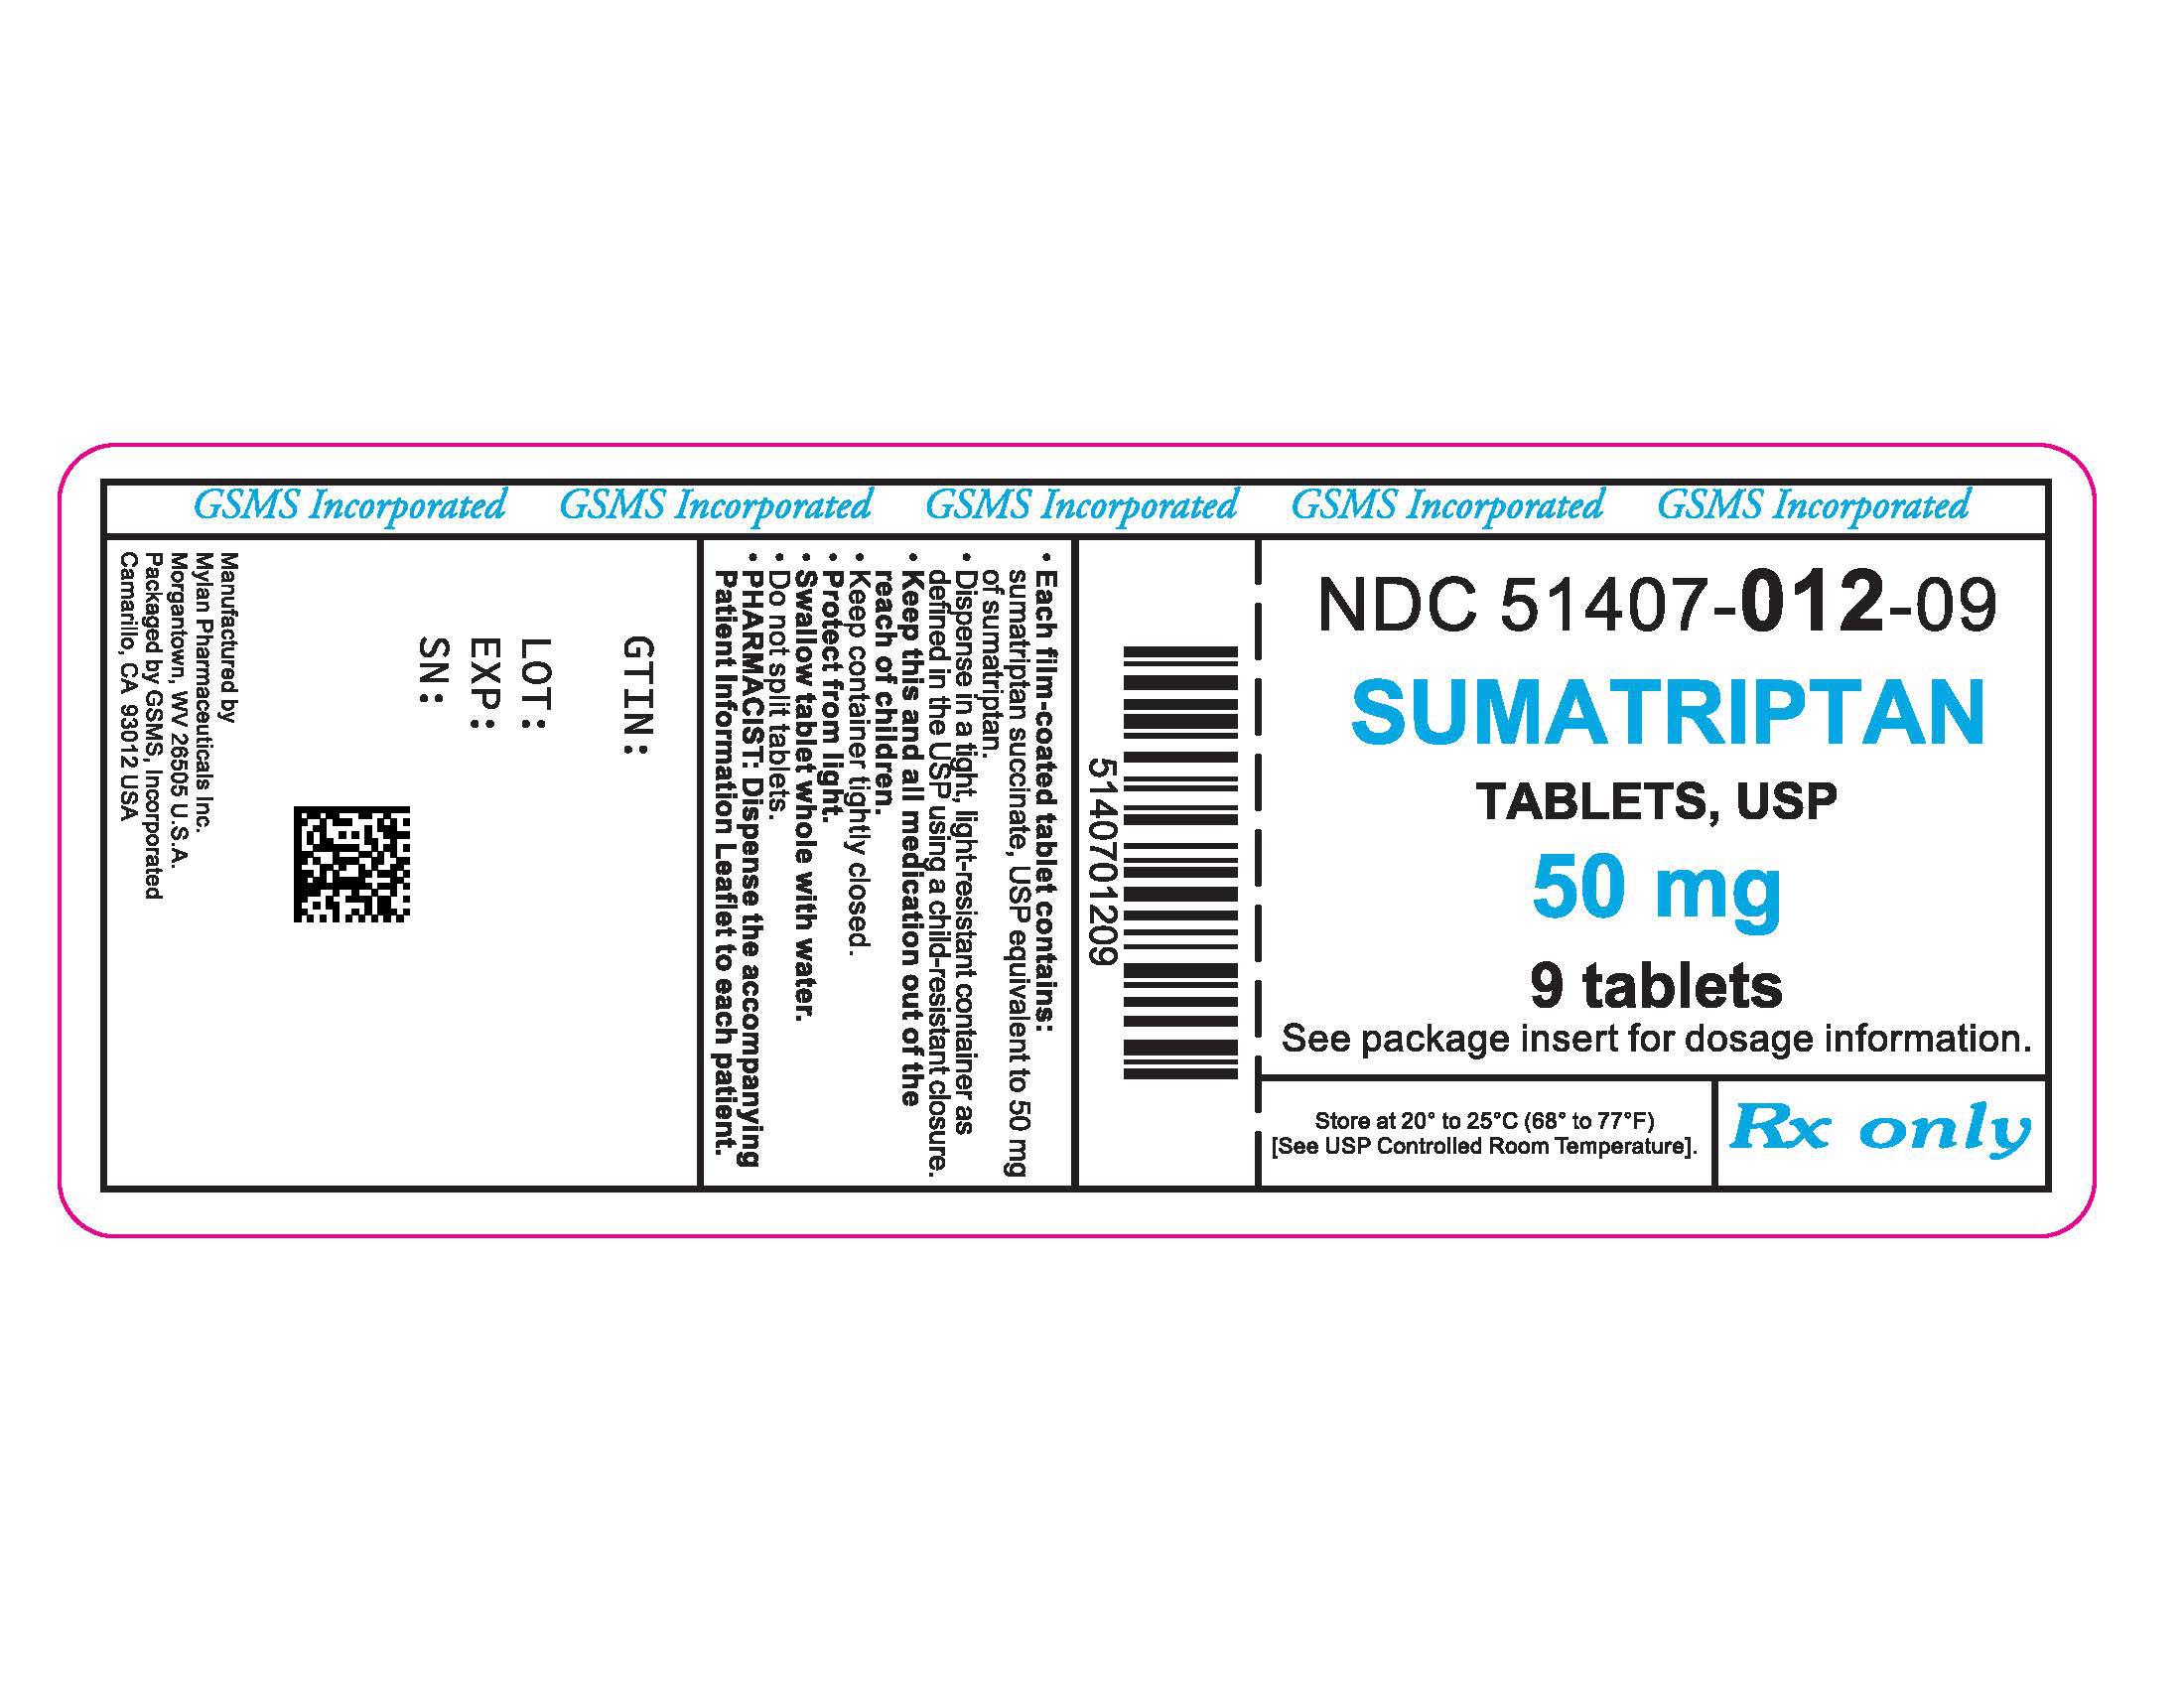 GSMS Incorporated GSMS Incorporated GSMS Incorporated GSMS Incorporated GSMS Incorporated
NDC 51407-012-09
SUMATRIPTAN
TABLETS, USP
50 mg
9 tablets
See package insert for dosage information.
Store at 20° to 25°C (68° to 77°F)
[See USP Controlled Room Temperature].
Rx only
5140701209
• Each film-coated tablet contains:
sumatriptan succinate, USP equivalent to 50 mg
of sumatriptan.
• Dispense in a tight, light-resistant container as
defined in the USP using a child-resistant closure.
• Keep this and all medication out of the
reach of children.
• Keep container tightly closed.
• Protect from light.
• Swallow tablet whole with water.
• Do not split tablets.
• PHARMACIST: Dispense the accompanying
Patient Information Leaflet to each patient.
GTIN:
LOT:
EXP:
SN:
Manufactured by
Mylan Pharmaceuticals Inc.
Morgantown, WV 26505 U.S.A.
Packaged by GSMS, Incorporated
Camarillo, CA 93012 USA